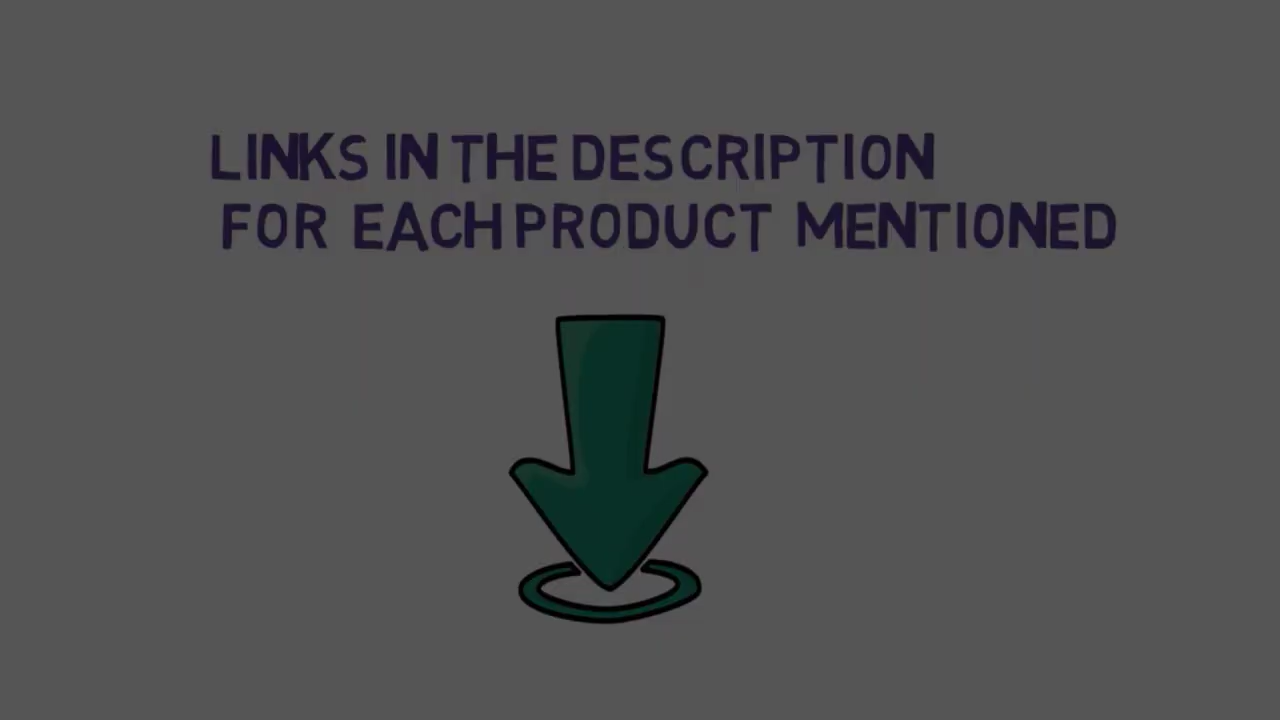 LINKS IN THE DESCRIPTION
FOR EACH PRODUCT MENTIONED